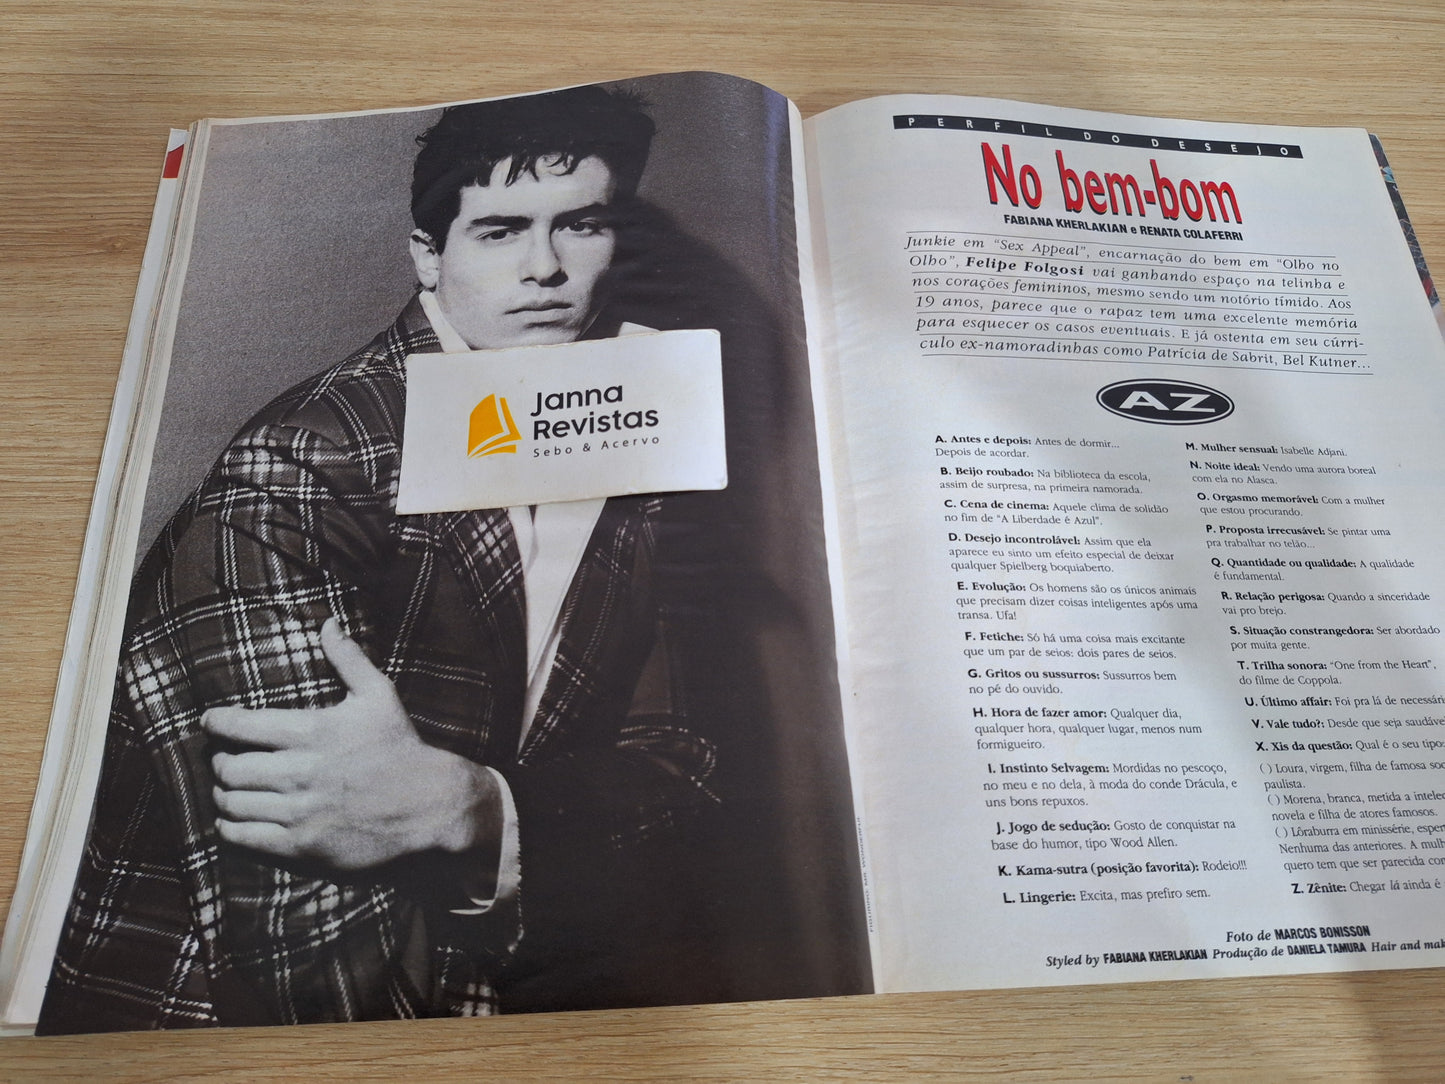 Janna
Revistas
Sebo & Acervo
PERFIL DO DESEJO
No bem-bom
FABIANA KHERLAKIAN e RENATA COLAFERRI
Junkie em "Sex Appeal", encarnação do bem em "Olho no
Olho", Felipe Folgosi vai ganhando espaço na telinha e
nos corações femininos, mesmo sendo um notório tímido. Aos
19 anos, parece que o rapaz tem uma excelente memória
para esquecer os casos eventuais. E já ostenta em seu cúrri-
culo ex-namoradinhas como Patrícia de Sabrit, Bel Kutner...
AZ
A. Antes e depois: Antes de dormir...
Depois de acordar.
B. Beijo roubado: Na biblioteca da escola,
assim de surpresa, na primeira namorada.
C. Cena de cinema: Aquele clima de solidão
no fim de "A Liberdade é Azul".
D. Desejo incontrolável: Assim que ela
aparece eu sinto um efeito especial de deixar
qualquer Spielberg boquiaberto.
E. Evolução: Os homens são os únicos animais
que precisam dizer coisas inteligentes após uma
transa. Ufa!
F. Fetiche: Só há uma coisa mais excitante
que um par de seios: dois pares de seios.
G. Gritos ou sussurros: Sussurros bem
no pé do ouvido.
H. Hora de fazer amor: Qualquer dia,
qualquer hora, qualquer lugar, menos num
formigueiro.
I. Instinto Selvagem: Mordidas no pescoço,
no meu e no dela, à moda do conde Drácula, e
uns bons repuxos.
J. Jogo de sedução: Gosto de conquistar na
base do humor, tipo Wood Allen.
K. Kama-sutra (posição favorita): Rodeio!!!
L. Lingerie: Excita, mas prefiro sem.
M. Mulher sensual: Isabelle Adjani.
N. Noite ideal: Vendo uma aurora boreal
com ela no Alasca.
O. Orgasmo memorável: Com a mulher
que estou procurando.
P. Proposta irrecusável: Se pintar uma
pra trabalhar no telão...
Q. Quantidade ou qualidade: A qualidade
é fundamental.
R. Relação perigosa: Quando a sinceridade
vai pro brejo.
S. Situação constrangedora: Ser abordado
por muita gente.
T. Trilha sonora: "One from the Heart",
do filme de Coppola.
U. Último affair: Foi pra lá de
V. Vale tudo?: Desde que seja
X. Xis da questão: Qual é o seu
( ) Loura, virgem, filha de famosa
paulista.
( ) Morena, branca, metida a
novela e filha de atores famosos.
( ) Lôraburra em minissérie,
Nenhuma das anteriores. A
quero ter que ser parecida
Z. Zênite: Chegar lá ainda é
Foto de MARCOS BONISSON
Styled by FABIANA KHERLAKIAN Produção de DANIELA TAMURA Hair and
FIGURINO: MR. WONDERFUL